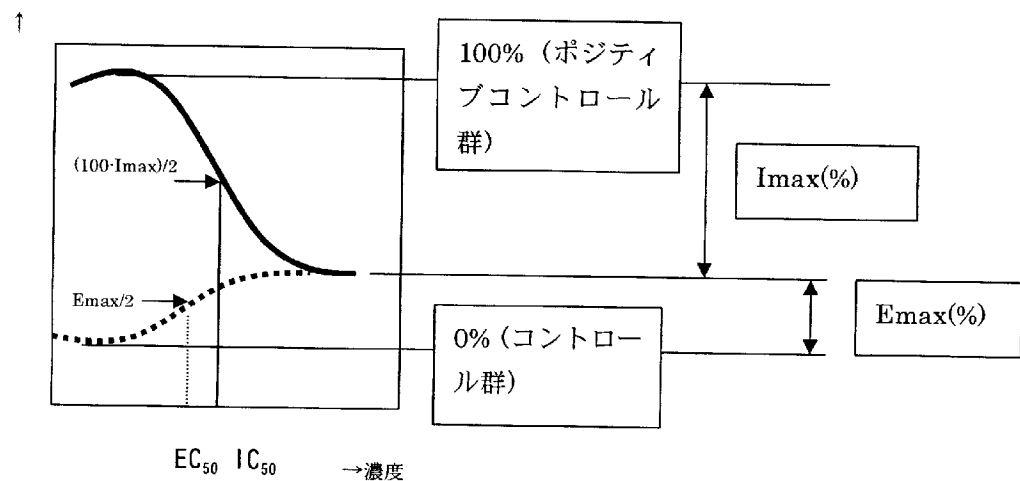 ↑
100%（ポジティ
ブコントロール
群）
(100-Imax)/2
Imax(%)
Emax/2
0%（コントロー
ル群）
Emax(%)
EC50 IC50
→濃度